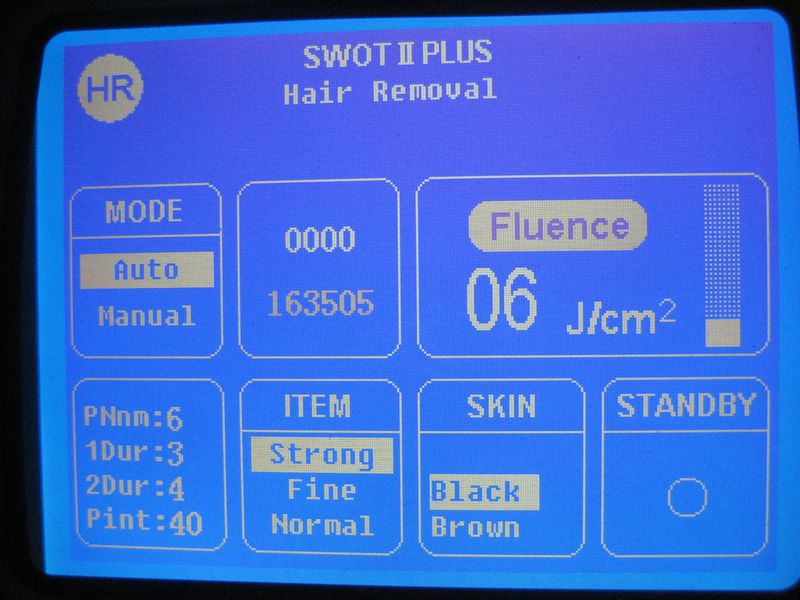 HR
SWOT II PLUS
Hair Removal
MODE
Auto
Manual
0000
163505
Fluence
06 J/cm²
PNnm:6
1Dur:3
2Dur:4
Pint:40
ITEM
Strong
Fine
Normal
SKIN
Black
Brown
STANDBY